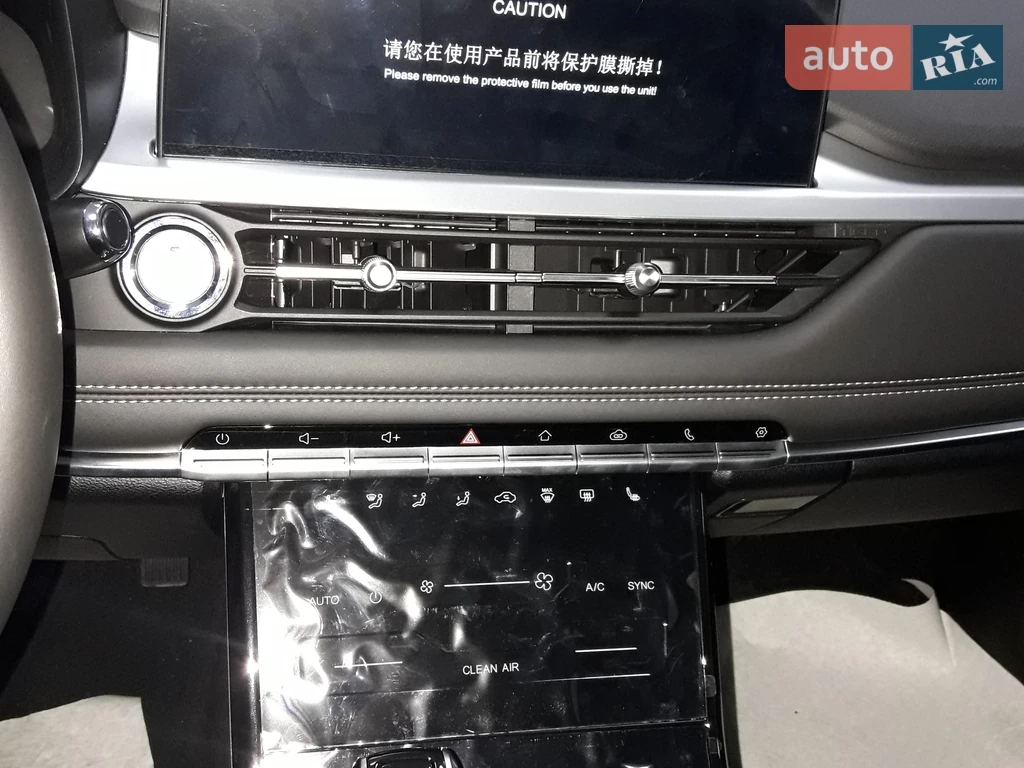 CAUTION
请您在使用产品前将保护膜撕掉!
Please remove the protective film before you use the unit!
auto
RIA
.com
MAX
AUTO
A/C
SYNC
CLEAN AIR